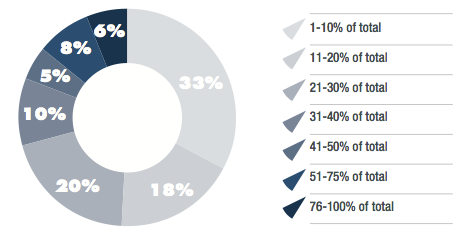 6%
8%
5%
10%
20%
18%
33%
1-10% of total
11-20% of total
21-30% of total
31-40% of total
41-50% of total
51-75% of total
76-100% of total